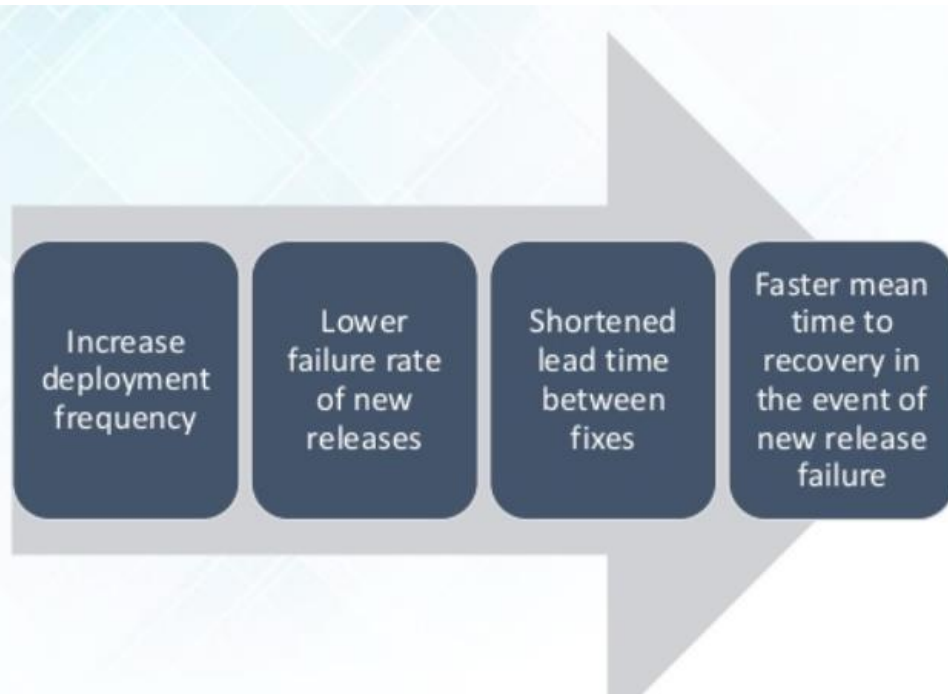 Increase
deployment
frequency
Lower
failure rate
of new
releases
Shortened
lead time
between
fixes
Faster mean
time to
recovery in
the event of
new release
failure